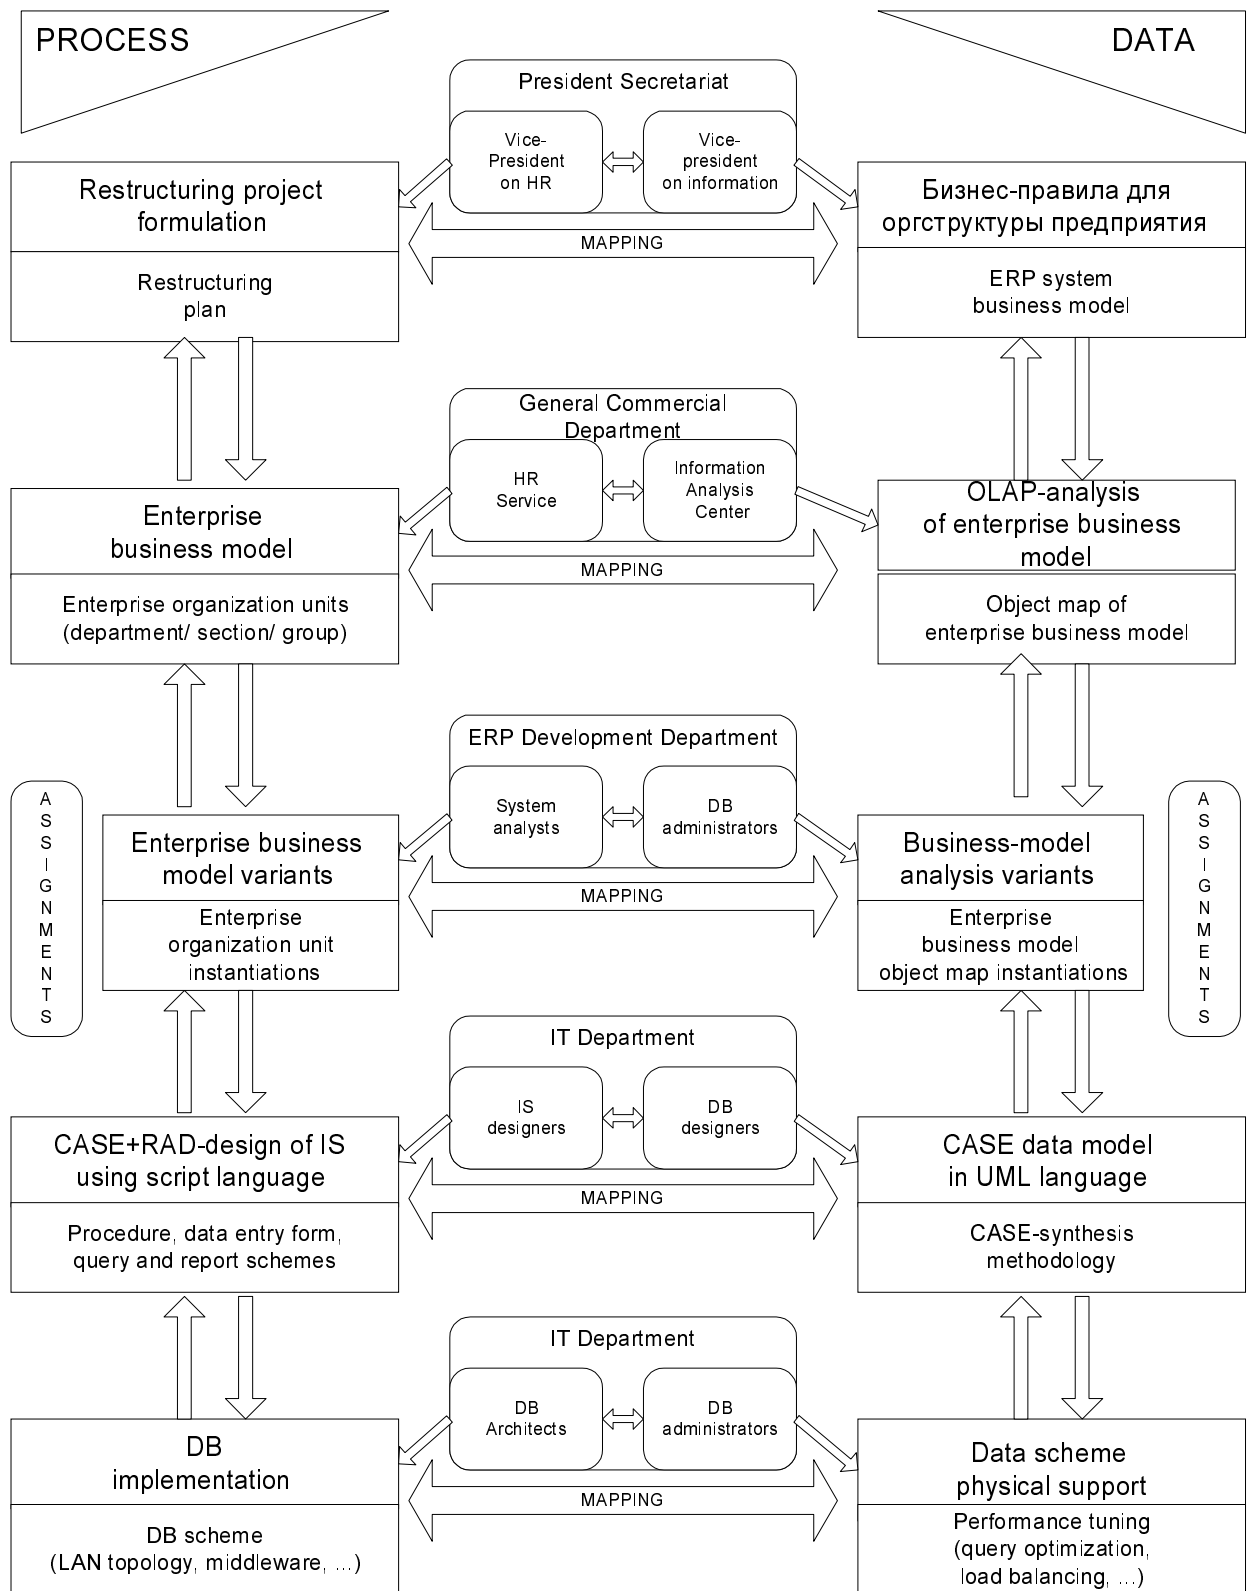 PROCESS
DATA
President Secretariat
Vice-
President
on HR
Vice-
president
on information
Restructuring project
formulation
Restructuring
plan
MAPPING
Бизнес-правила для
оргструктуры предприятия
ERP system
business model
General Commercial
Department
HR
Service
Information
Analysis
Center
Enterprise
business model
Enterprise organization units
(department/ section/ group)
MAPPING
OLAP-analysis
of enterprise business
model
Object map of
enterprise business model
ERP Development Department
System
analysts
DB
administrators
ASSIGNMENTS
Enterprise business
model variants
Enterprise
organization unit
instantiations
MAPPING
Business-model
analysis variants
Enterprise
business model
object map instantiations
ASSIGNMENTS
IT Department
IS
designers
DB
designers
CASE+RAD-design of IS
using script language
Procedure, data entry form,
query and report schemes
MAPPING
CASE data model
in UML language
CASE-synthesis
methodology
IT Department
DB
Architects
DB
administrators
DB
implementation
DB scheme
(LAN topology, middleware, ...)
MAPPING
Data scheme
physical support
Performance tuning
(query optimization,
load balancing, ...)